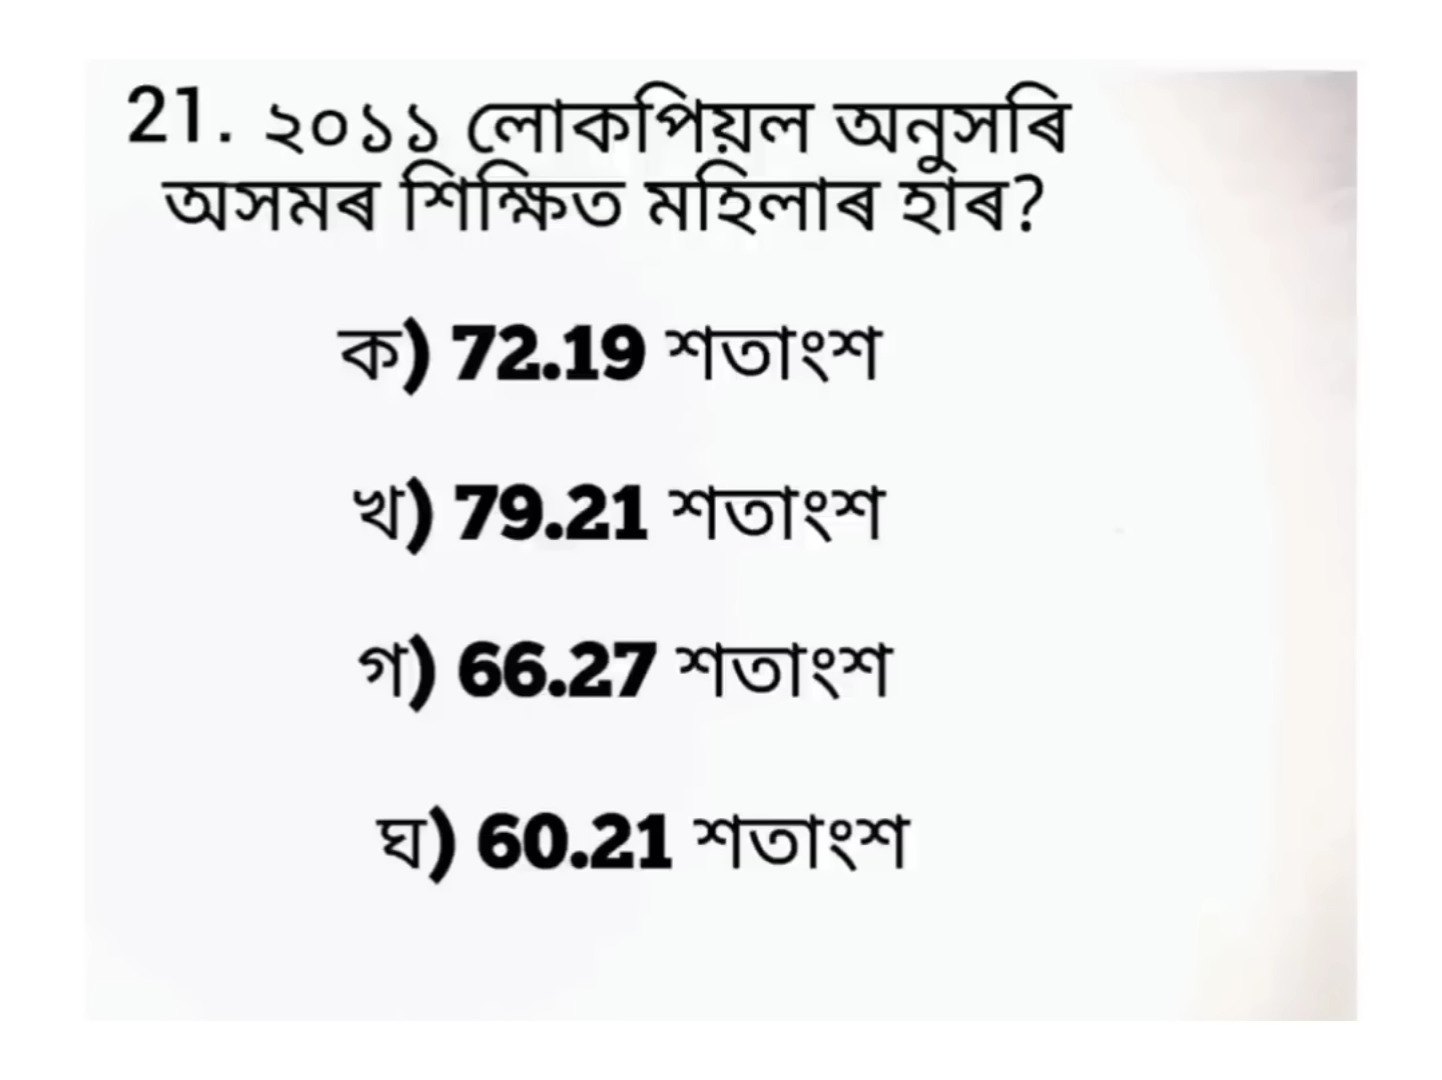 21. ২০১১ লোকপিয়ল অনুসৰি
অসমৰ শিক্ষিত মহিলাৰ হাৰ?
ক) 72.19 শতাংশ
খ) 79.21 শতাংশ
গ) 66.27 শতাংশ
ঘ) 60.21 শতাংশ